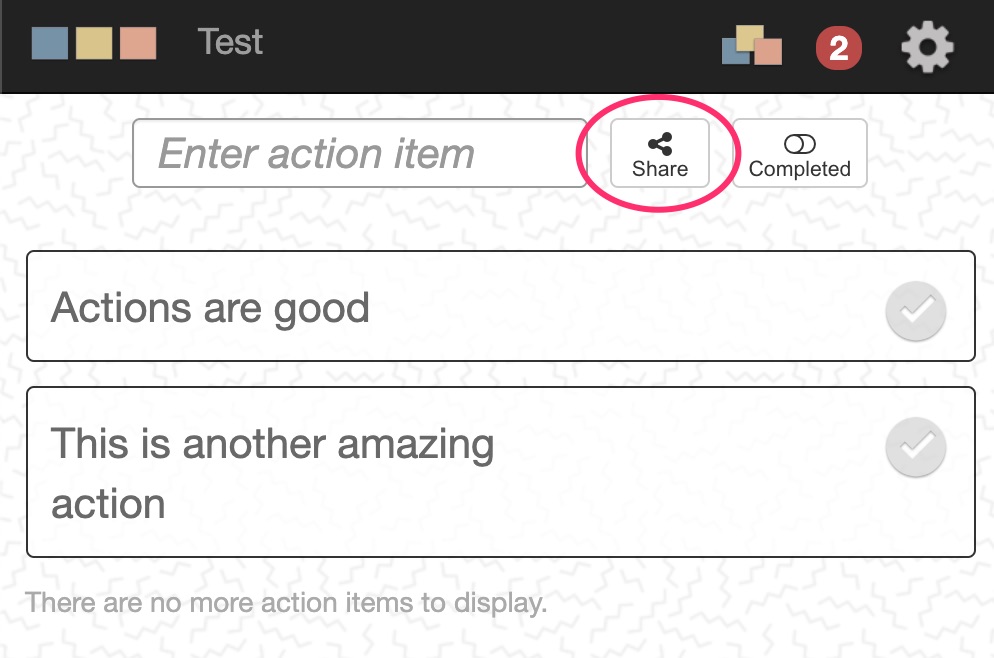 Test
2
Enter action item
Share
Completed
Actions are good
This is another amazing
action
There are no more action items to display.